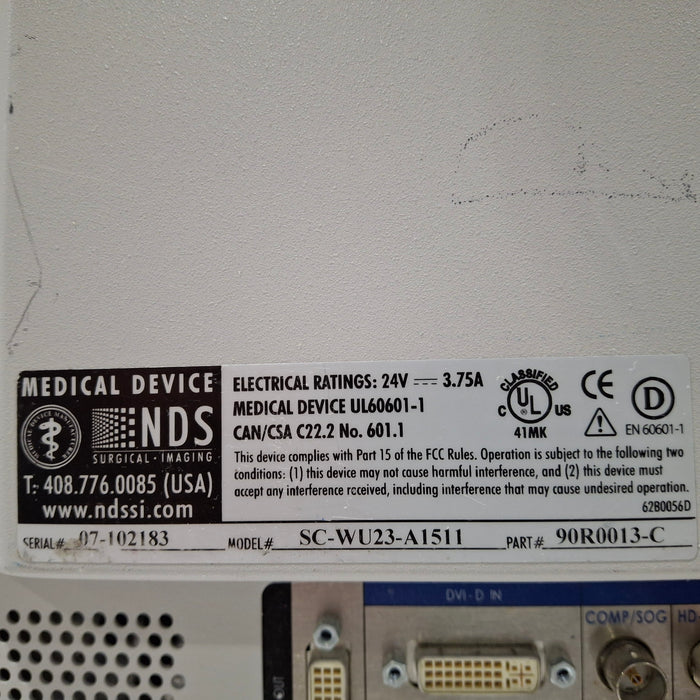 MEDICAL DEVICE
NDS
SURGICAL · IMAGING
T: 408.776.0085 (USA)
www.ndssi.com
ELECTRICAL RATINGS: 24V 3.75A
MEDICAL DEVICE UL60601-1
CAN/CSA C22.2 No. 601.1
CLASSIFIED
C UL US
41MK
CE
D
EN 60601-1
This device complies with Part 15 of the FCC Rules. Operation is subject to the following two
conditions: (1) this device may not cause harmful interference, and (2) this device must
accept any interference received, including interference that may cause undesired operation.
62B0056D
SERIAL# 07-102183 MODEL# SC-WU23-A1511 PART# 90R0013-C
DVI-D IN
COMP/SOG
HD
OUT